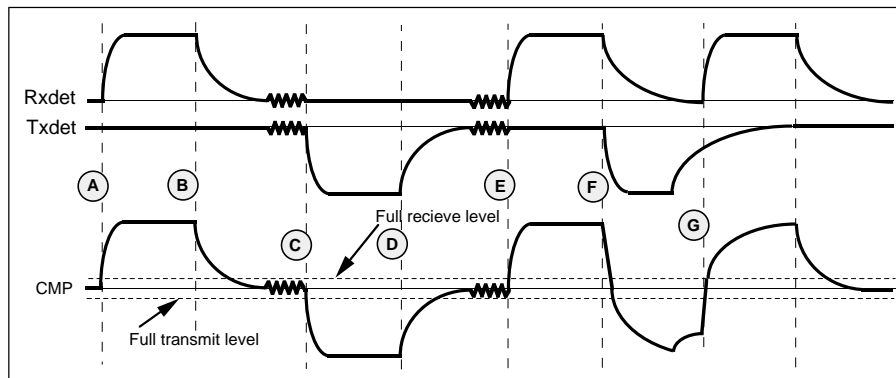 Rxdet
Txdet
A
B
E
F
G
C
Full recieve level
D
CMP
Full transmit level